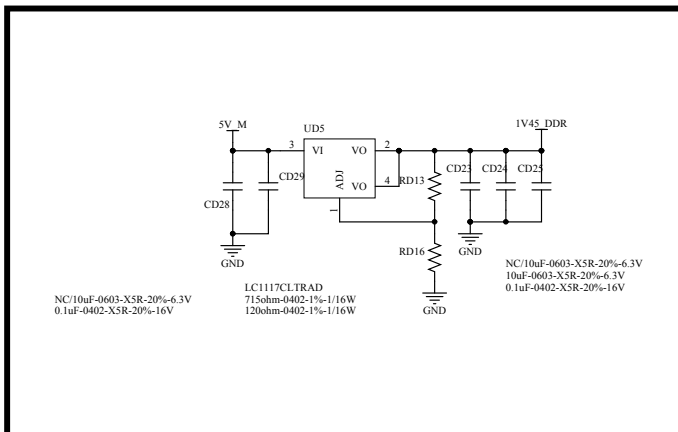 5V_M
UD5
1V45_DDR
3
VI
VO
2
ADJ
VO
4
1
CD28
CD29
RD13
CD23
CD24
CD25
GND
GND
RD16
GND
NC/10uF-0603-X5R-20%-6.3V
0.1uF-0402-X5R-20%-16V
LC1117CLTRAD
715ohm-0402-1%-1/16W
120ohm-0402-1%-1/16W
NC/10uF-0603-X5R-20%-6.3V
10uF-0603-X5R-20%-6.3V
0.1uF-0402-X5R-20%-16V